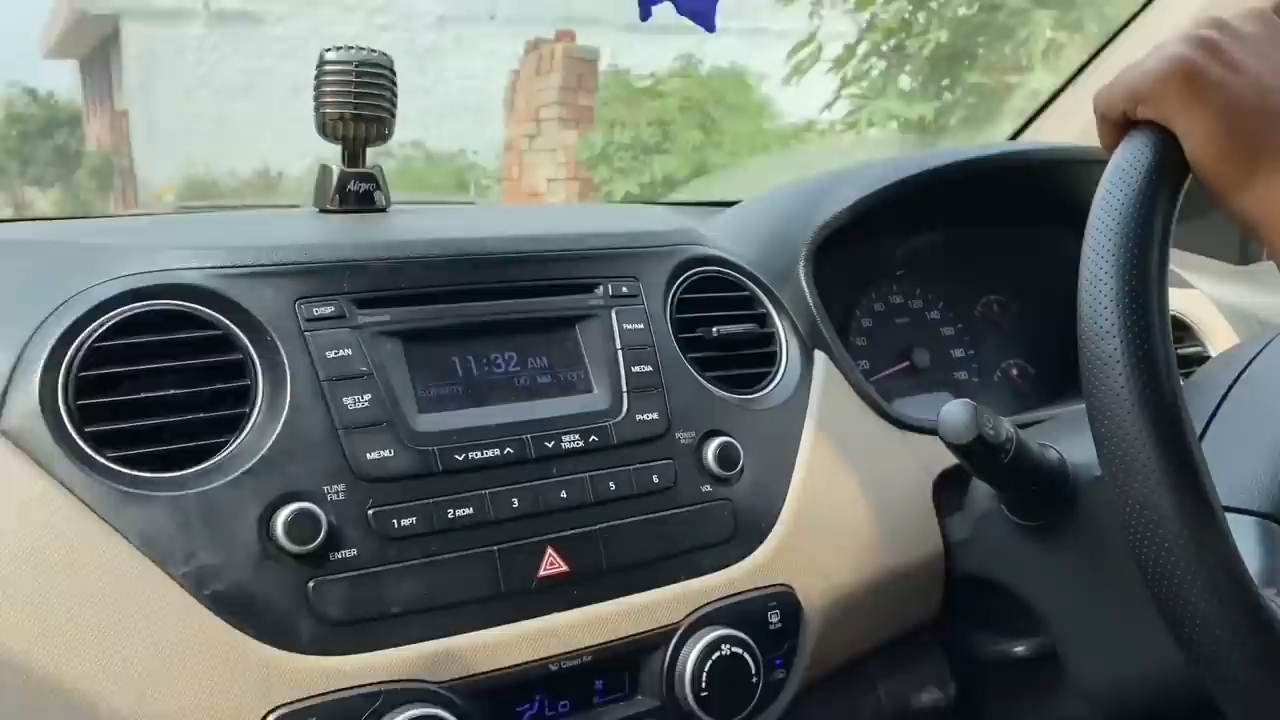 Airpro
DISP
SCAN
SETUP
CLOCK
MENU
11:32 AM
Sunday
FM/AM
MEDIA
PHONE
FOLDER
SEEK
TRACK
POWER
PUSH
VOL
TUNE
FILE
ENTER
1 RPT
2 RDM
3
4
5
6
20
40
60
80
100
120
140
160
180
200
Clean Air
Lo
REAR